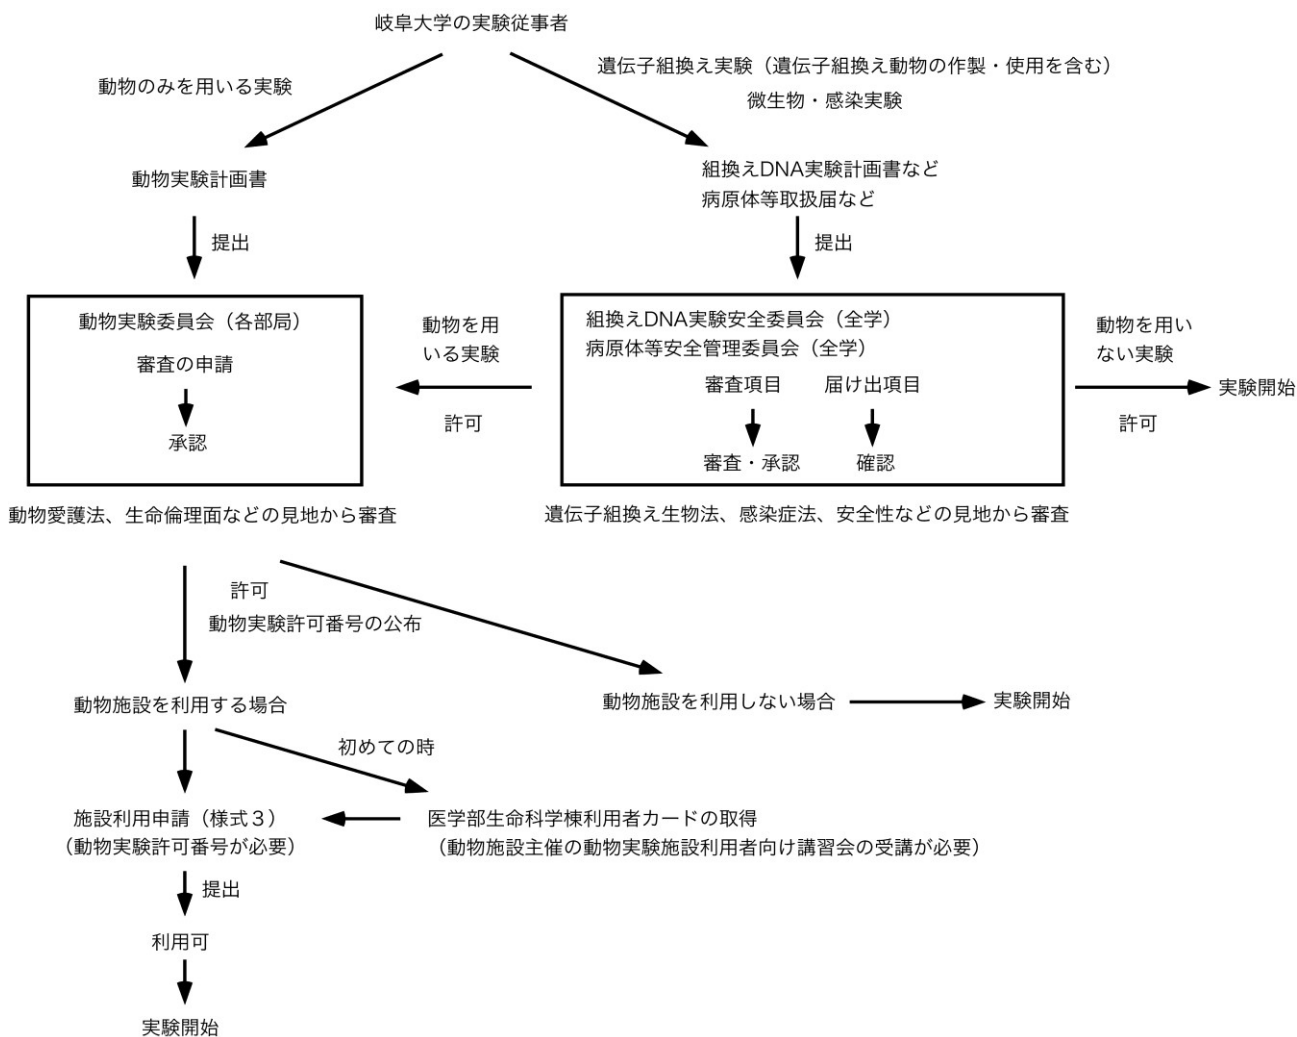 岐阜大学の実験従事者
動物のみを用いる実験
遺伝子組換え実験（遺伝子組換え動物の作製・使用を含む）
微生物・感染実験
動物実験計画書
組換えDNA実験計画書など
病原体等取扱届など
提出
提出
動物実験委員会（各部局）
審査の申請
承認
動物を用
いる実験
許可
組換えDNA実験安全委員会（全学）
病原体等安全管理委員会（全学）
審査項目
届け出項目
審査・承認
確認
動物を用い
ない実験
許可
実験開始
動物愛護法、生命倫理面などの見地から審査
遺伝子組換え生物法、感染症法、安全性などの見地から審査
許可
動物実験許可番号の公布
動物施設を利用する場合
動物施設を利用しない場合
実験開始
初めての時
施設利用申請（様式３）
（動物実験許可番号が必要）
医学部生命科学棟利用者カードの取得
（動物施設主催の動物実験施設利用者向け講習会の受講が必要）
提出
利用可
実験開始